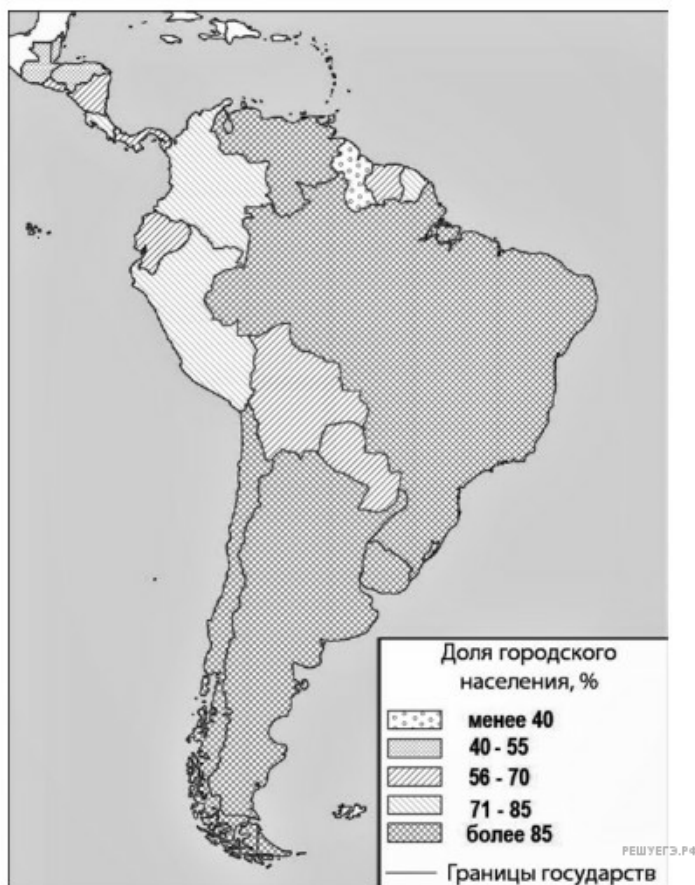 Доля городского
населения, %
менее 40
40 - 55
56 - 70
71 - 85
более 85
Границы государств
РЕШУЕГЭ.РФ